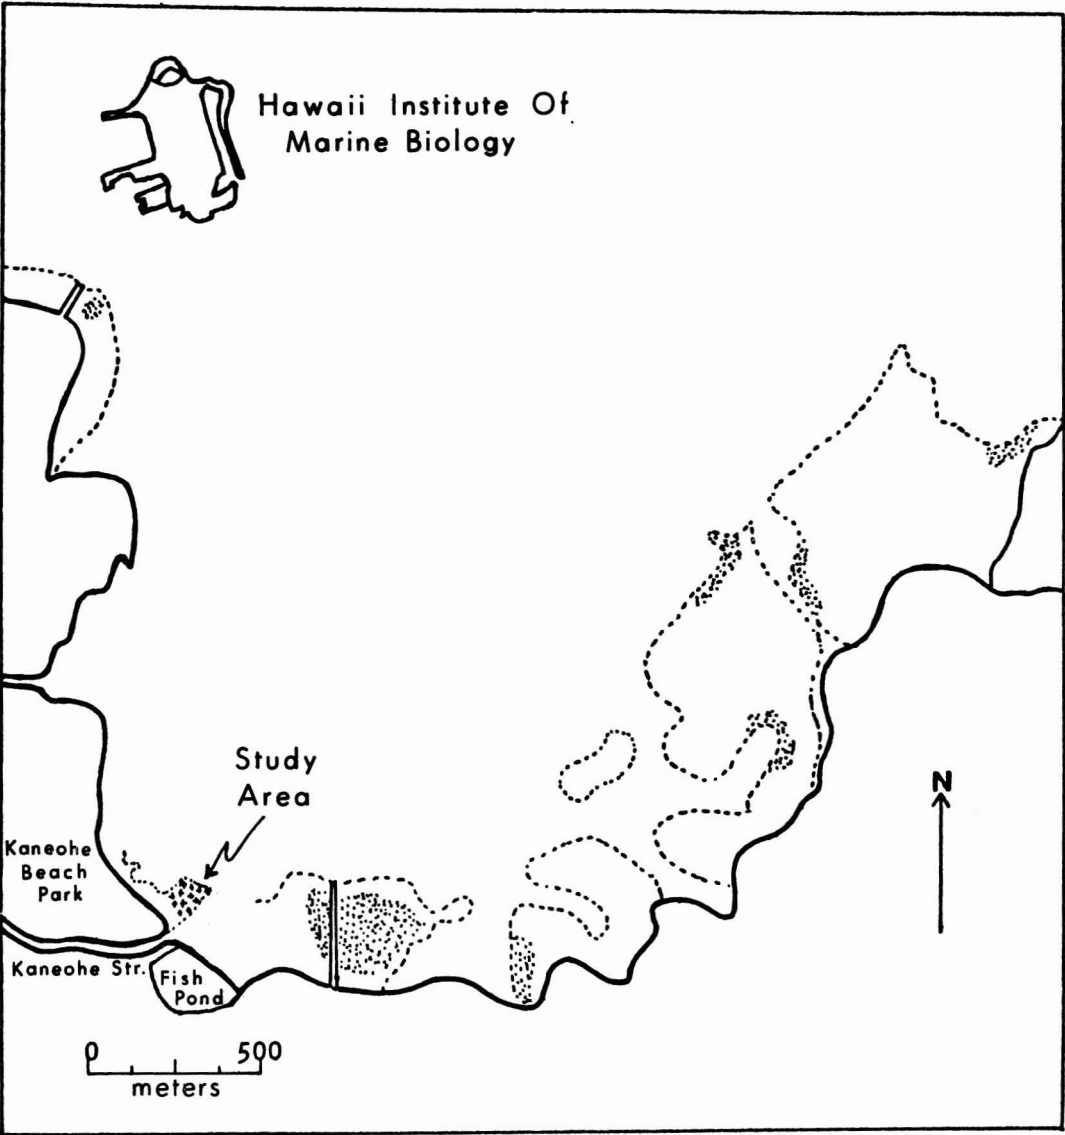 Hawaii Institute Of
Marine Biology
Study
Area
N
Kaneohe
Beach
Park
Kaneohe Str.
Fish
Pond
0 500
meters